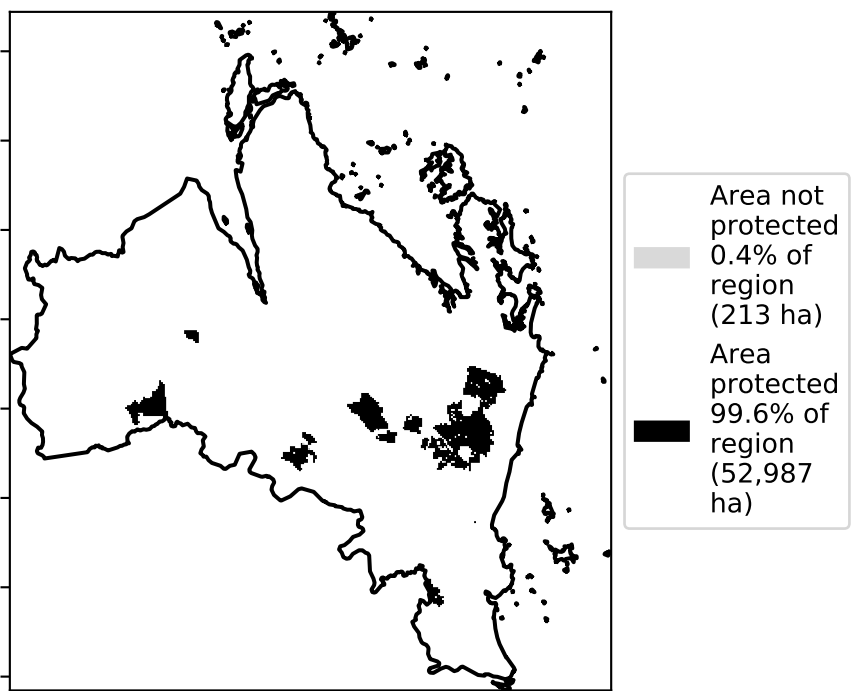 Area not
protected
0.4% of
region
(213 ha)
Area
protected
99.6% of
region
(52,987
ha)